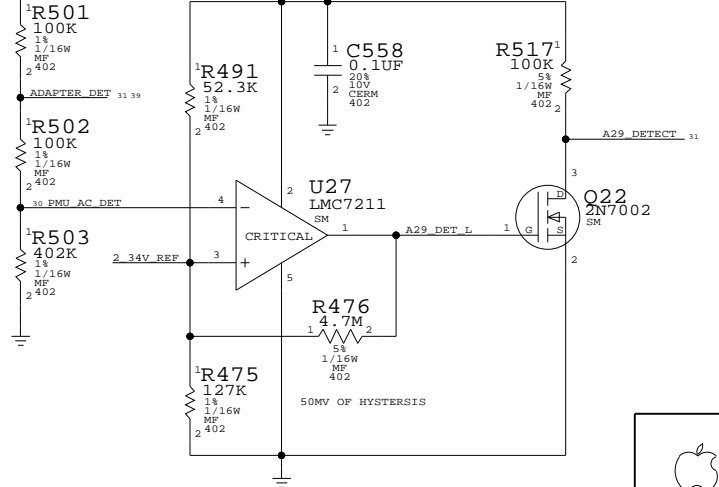 1 R501
100K
1%
1/16W
MF
2 402
ADAPTER_DET 31 39
1 R502
100K
1%
1/16W
MF
2 402
30 PMU_AC_DET
1 R503
402K
1%
1/16W
MF
2 402
1 R491
52.3K
1%
1/16W
MF
2 402
2_34V_REF
1 C558
0.1UF
20%
10V
2 CERM
402
R517 1
100K
5%
1/16W
MF
402 2
A29_DETECT 31
U27
LMC7211
SM
CRITICAL
2
4 −
3 +
1
5
A29_DET_L
3
D
1 G S
2
Q22
2N7002
SM
R476
4.7M
1 2
5%
1/16W
MF
402
1 R475
127K
1%
1/16W
MF
2 402
50MV OF HYSTERSIS